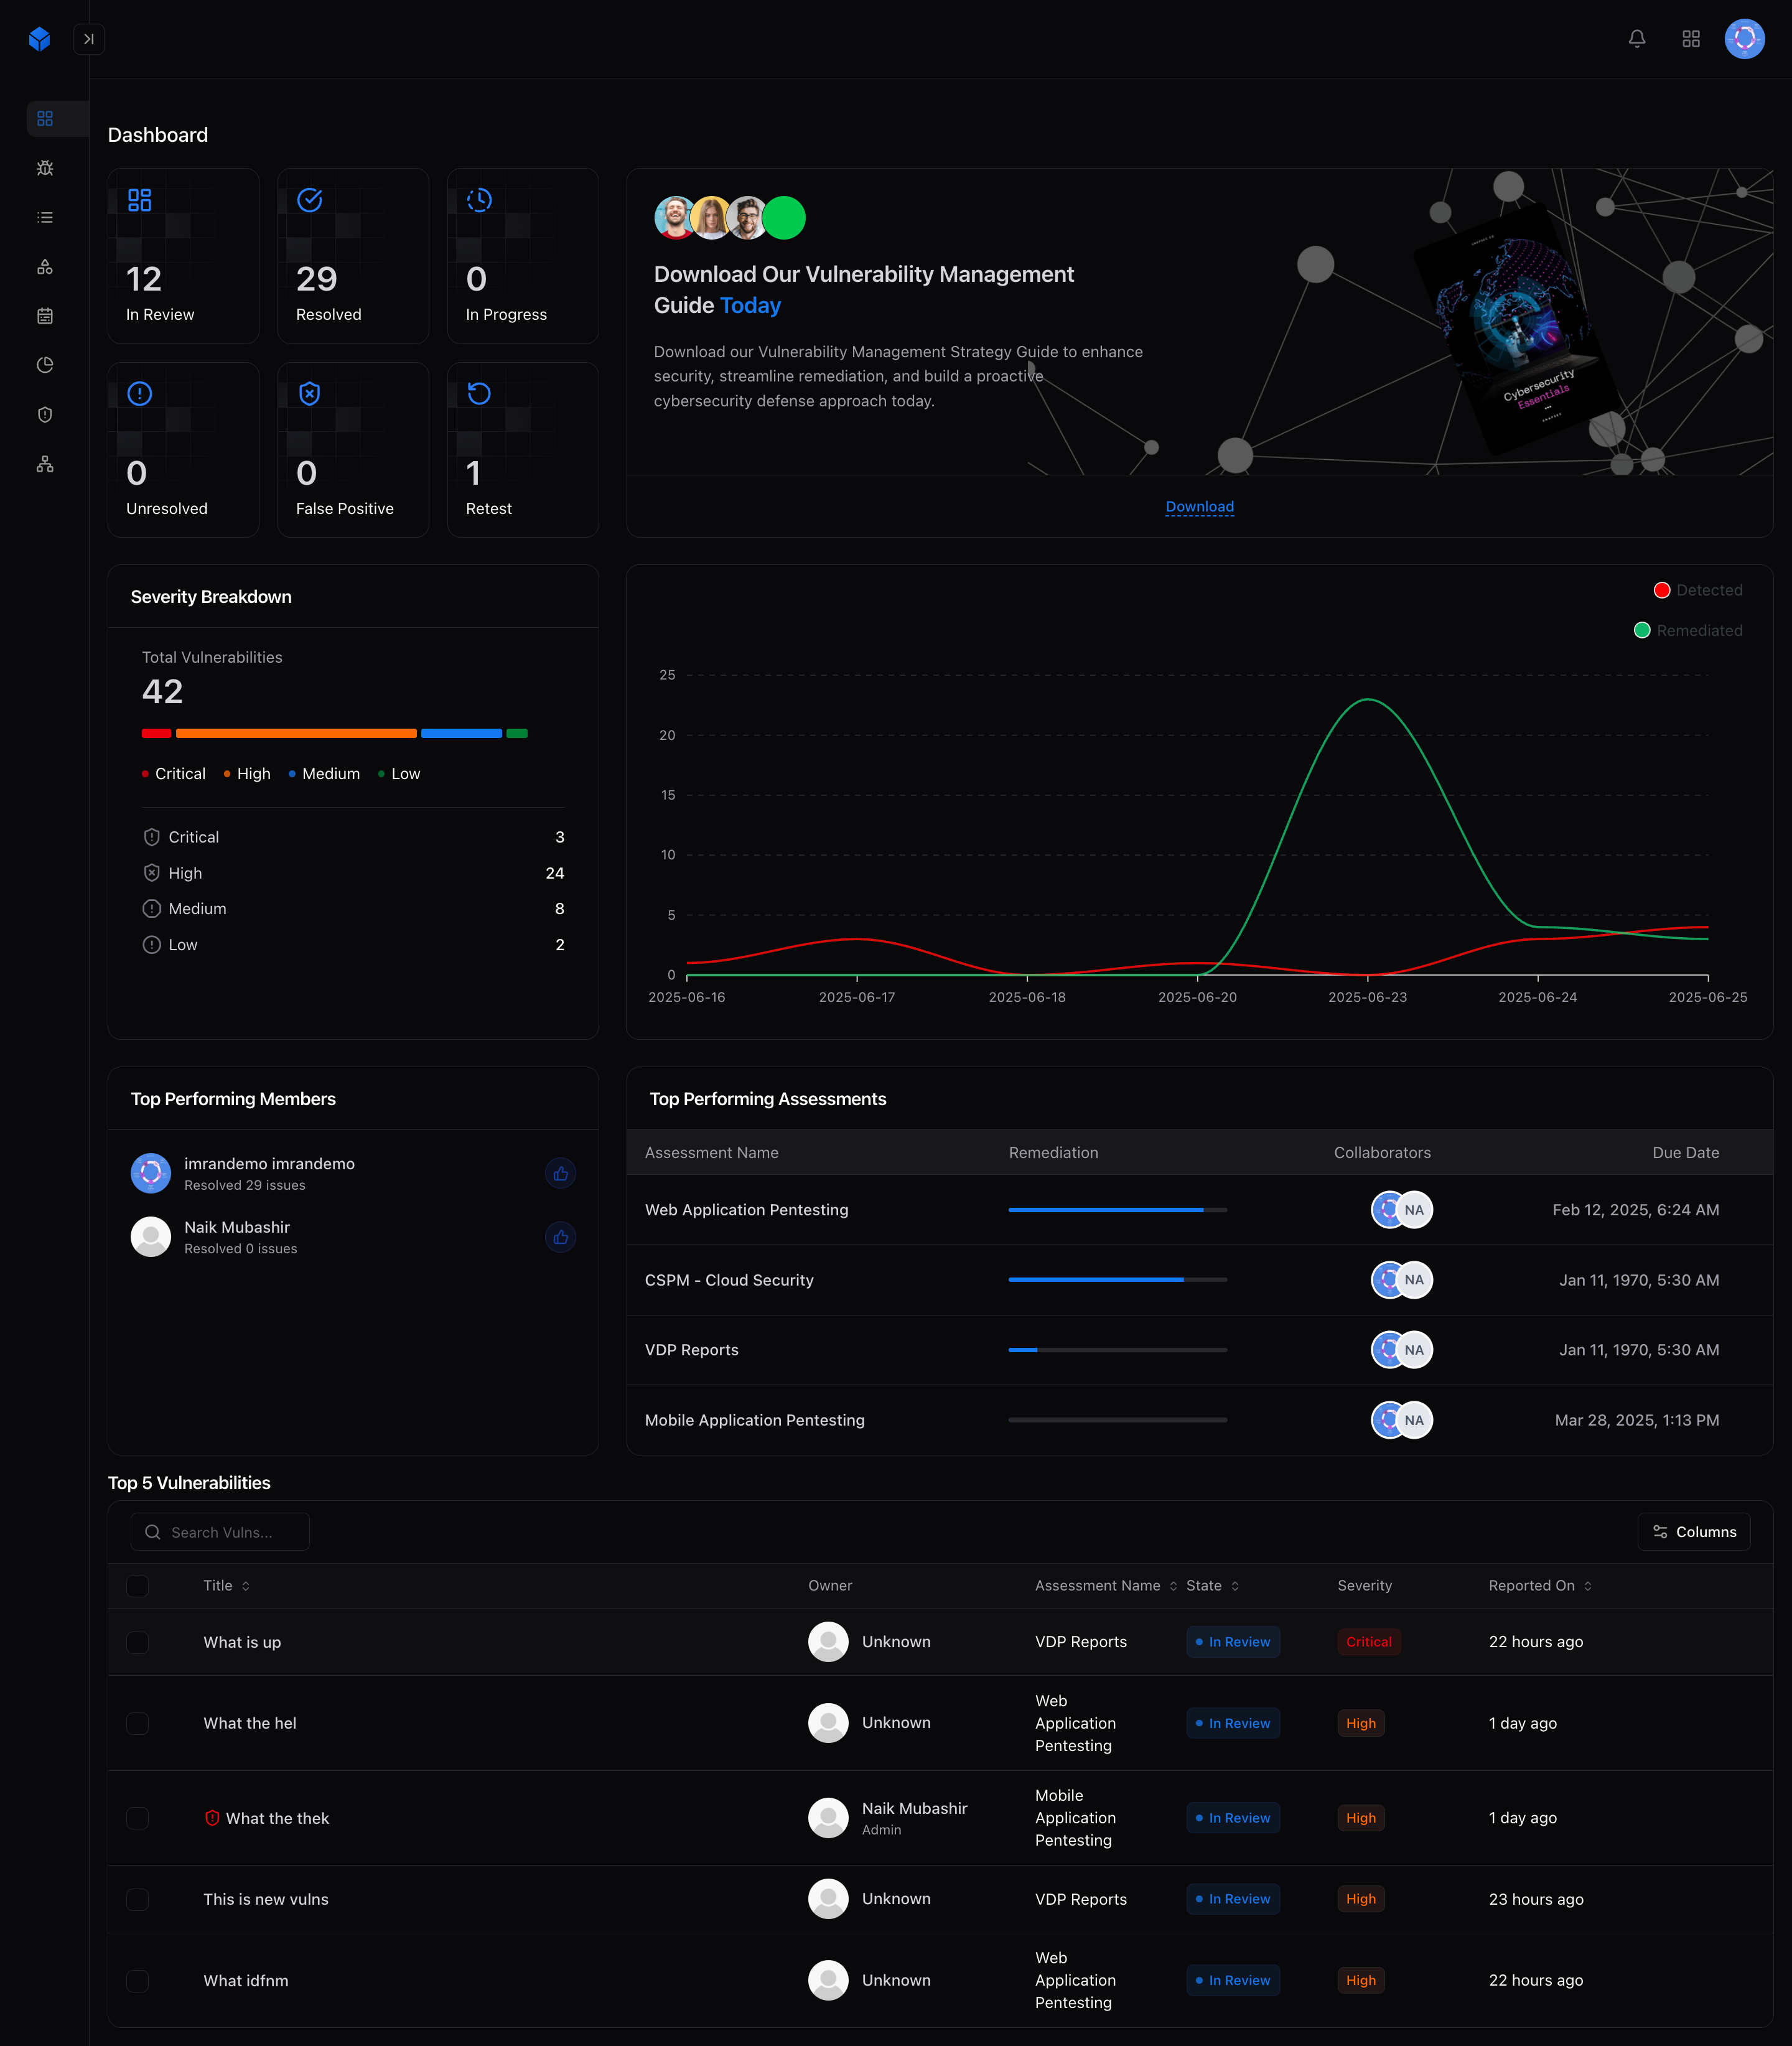 Dashboard
12
In Review
29
Resolved
0
In Progress
0
Unresolved
0
False Positive
1
Retest
Download Our Vulnerability Management
Guide Today
Download our Vulnerability Management Strategy Guide to enhance
security, streamline remediation, and build a proactive
cybersecurity defense approach today.
Cybersecurity
Essentials
Download
Severity Breakdown
Total Vulnerabilities
42
Critical High Medium Low
Critical 3
High 24
Medium 8
Low 2
Detected
Remediated
25
20
15
10
5
0
2025-06-16 2025-06-17 2025-06-18 2025-06-20 2025-06-23 2025-06-24 2025-06-25
Top Performing Members
imrandemo imrandemo
Resolved 29 issues
Naik Mubashir
Resolved 0 issues
Top Performing Assessments
Assessment Name Remediation Collaborators Due Date
Web Application Pentesting NA Feb 12, 2025, 6:24 AM
CSPM - Cloud Security NA Jan 11, 1970, 5:30 AM
VDP Reports NA Jan 11, 1970, 5:30 AM
Mobile Application Pentesting NA Mar 28, 2025, 1:13 PM
Top 5 Vulnerabilities
Search Vulns...
Columns
Title Owner Assessment Name State Severity Reported On
What is up Unknown VDP Reports In Review Critical 22 hours ago
What the hel Unknown Web
Application
Pentesting In Review High 1 day ago
What the thek Naik Mubashir
Admin Mobile
Application
Pentesting In Review High 1 day ago
This is new vulns Unknown VDP Reports In Review High 23 hours ago
What idfnm Unknown Web
Application
Pentesting In Review High 22 hours ago